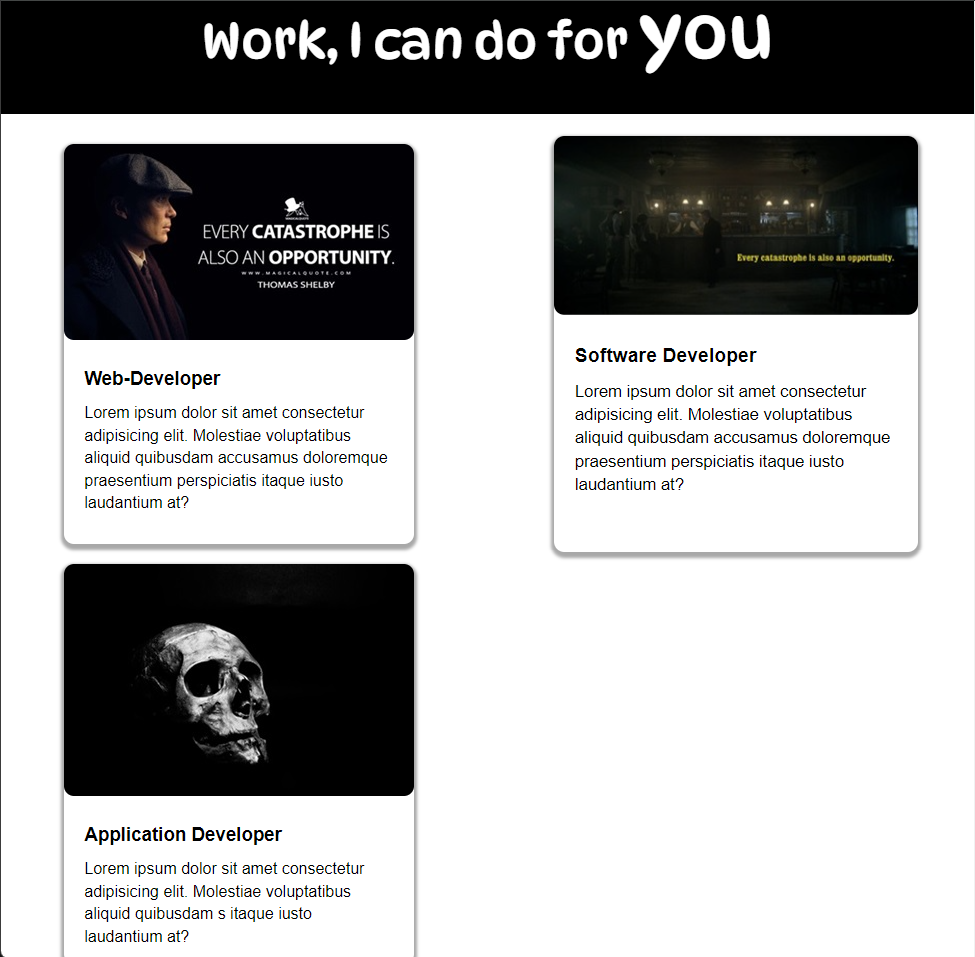 Work, I can do for you
EVERY CATASTROPHE IS
ALSO AN OPPORTUNITY.
WWW.MAGICALQUOTE.COM
THOMAS SHELBY
Web-Developer
Lorem ipsum dolor sit amet consectetur
adipisicing elit. Molestiae voluptatibus
aliquid quibusdam accusamus doloremque
praesentium perspiciatis itaque iusto
laudantium at?
Every catastrophe is also an opportunity.
Software Developer
Lorem ipsum dolor sit amet consectetur
adipisicing elit. Molestiae voluptatibus
aliquid quibusdam accusamus doloremque
praesentium perspiciatis itaque iusto
laudantium at?
Application Developer
Lorem ipsum dolor sit amet consectetur
adipisicing elit. Molestiae voluptatibus
aliquid quibusdam s itaque iusto
laudantium at?